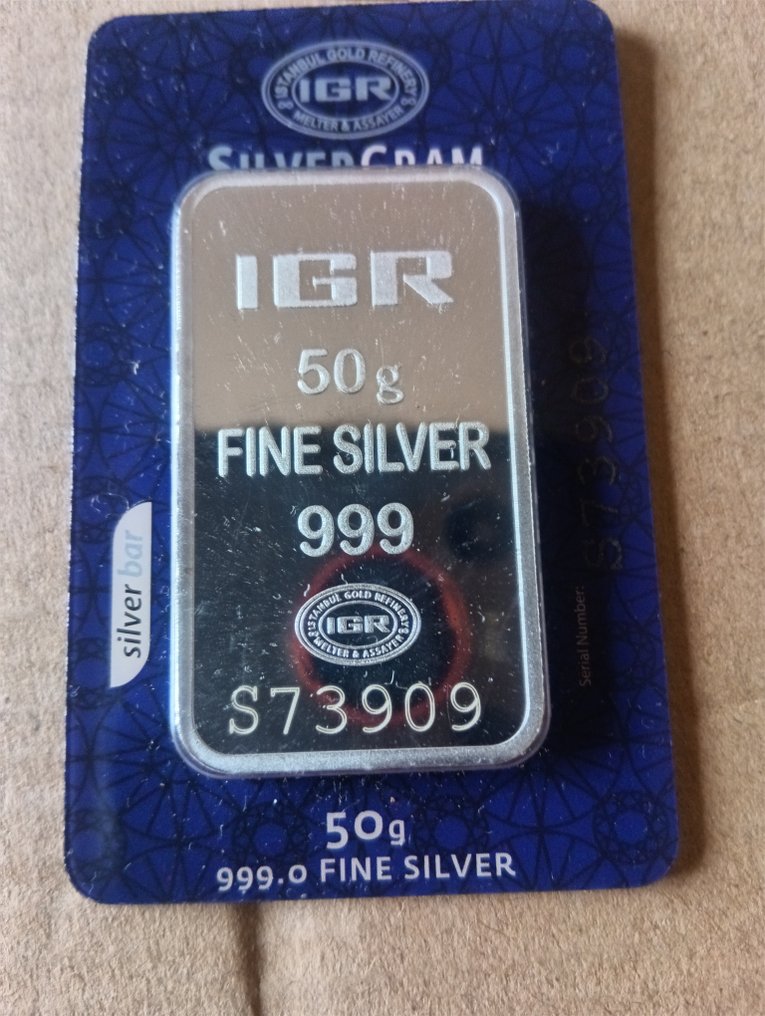 ISTANBUL GOLD REFINERY
IGR
MELTER & ASSAYER
SILVERGRAM
IGR
50g
FINE SILVER
999
ISTANBUL GOLD REFINERY
IGR
MELTER & ASSAYER
S73909
silver bar
Serial Number:
S73909
50g
999.0 FINE SILVER